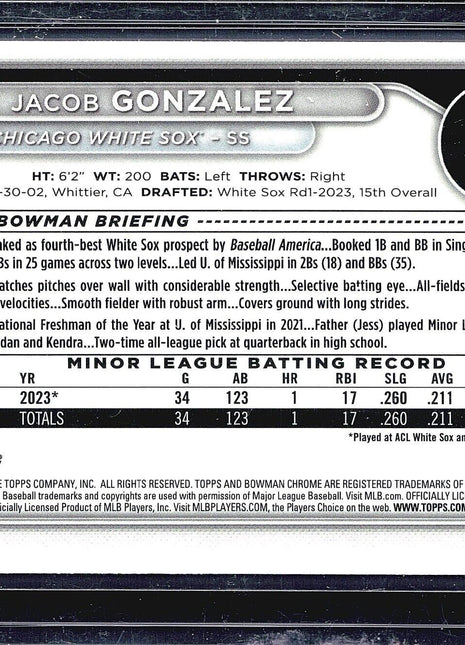 JACOB GONZALEZ
CHICAGO WHITE SOX® – SS
HT: 6'2" WT: 200 BATS: Left THROWS: Right
-30-02, Whittier, CA DRAFTED: White Sox Rd1-2023, 15th Overall
BOWMAN BRIEFING
ked as fourth-best White Sox prospect by Baseball America...Booked 1B and BB in Sing
Bs in 25 games across two levels...Led U. of Mississippi in 2Bs (18) and BBs (35).
atches pitches over wall with considerable strength...Selective batting eye...All-fields
velocities...Smooth fielder with robust arm...Covers ground with long strides.
ational Freshman of the Year at U. of Mississippi in 2021...Father (Jess) played Minor L
dan and Kendra...Two-time all-league pick at quarterback in high school.
MINOR LEAGUE BATTING RECORD
YR G AB HR RBI SLG AVG
2023* 34 123 1 17 .260 .211
TOTALS 34 123 1 17 .260 .211
*Played at ACL White Sox an
E TOPPS COMPANY, INC. ALL RIGHTS RESERVED. TOPPS AND BOWMAN CHROME ARE REGISTERED TRADEMARKS OF
Baseball trademarks and copyrights are used with permission of Major League Baseball. Visit MLB.com. OFFICIALLY LIC
icially Licensed Product of MLB Players, Inc. Visit MLBPLAYERS.COM, the Players Choice on the web. WWW.TOPPS.COM